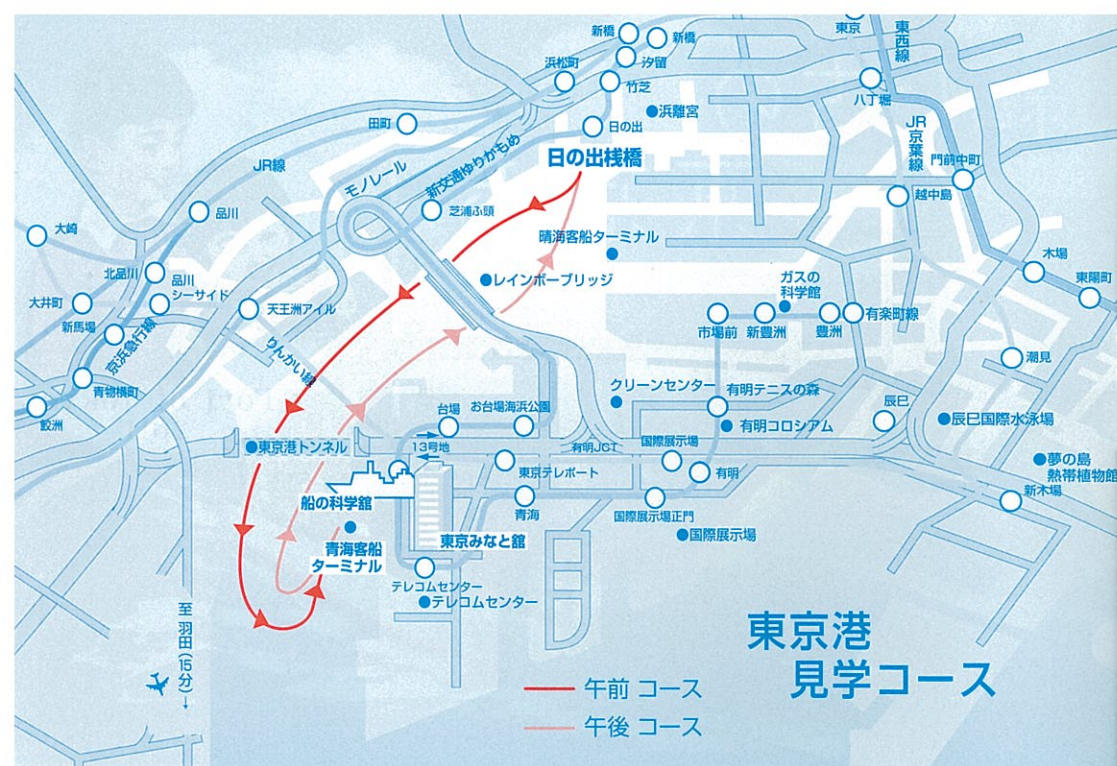 新橋
新橋
汐留
浜松町
竹芝
東京
東西線
八丁堀
浜離宮
田町
日の出
日の出桟橋
JR京葉線
門前中町
越中島
JR線
モノレール
新交通ゆりかもめ
芝浦ふ頭
品川
大崎
晴海客船ターミナル
木場
東陽町
北品川
品川
シーサイド
レインボーブリッジ
ガスの
科学館
大井町
新馬場
天王洲アイル
市場前
新豊洲
豊洲
有楽町線
京浜急行線
りんかい線
潮見
青物横町
鮫洲
クリーンセンター
有明テニスの森
有明コロシアム
辰巳
辰巳国際水泳場
台場
お台場海浜公園
東京港トンネル
13号地
有明JCT
国際展示場
夢の島
熱帯植物館
東京テレポート
有明
新木場
船の科学館
青海
国際展示場正門
国際展示場
東京みなと館
青海客船
ターミナル
テレコムセンター
テレコムセンター
至 羽田(15分)→
東京港
見学コース
午前 コース
午後 コース